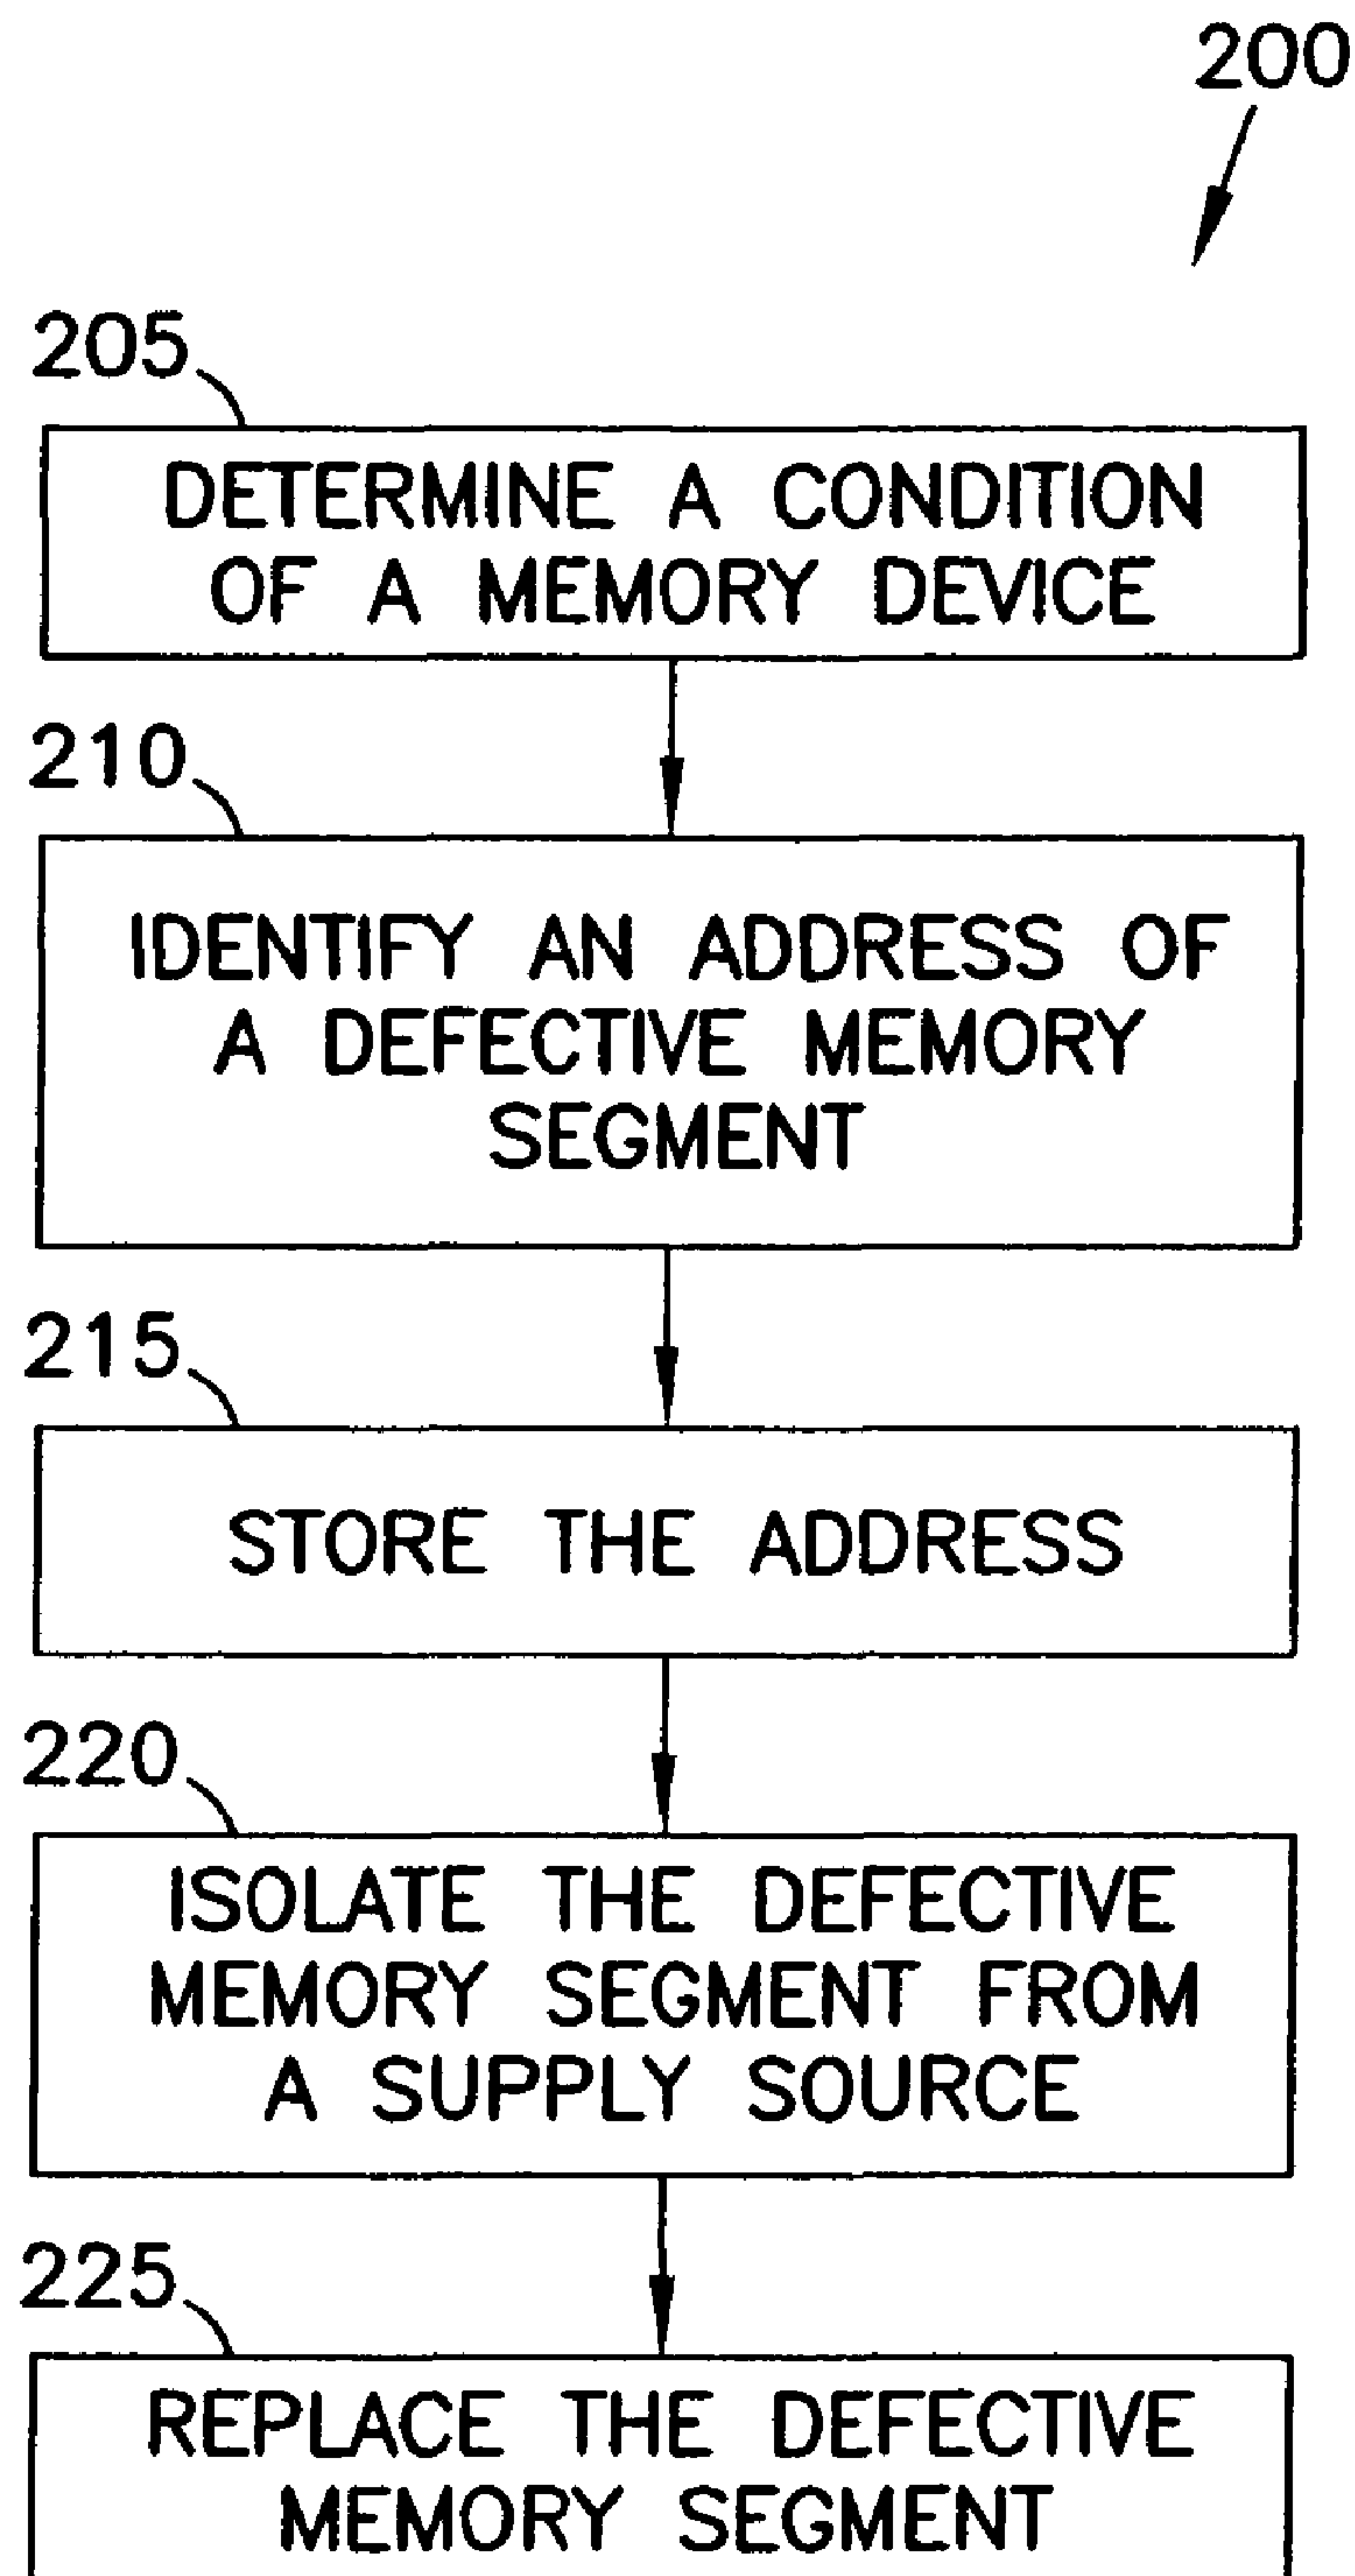 200
205
DETERMINE A CONDITION
OF A MEMORY DEVICE
210
IDENTIFY AN ADDRESS OF
A DEFECTIVE MEMORY
SEGMENT
215
STORE THE ADDRESS
220
ISOLATE THE DEFECTIVE
MEMORY SEGMENT FROM
A SUPPLY SOURCE
225
REPLACE THE DEFECTIVE
MEMORY SEGMENT